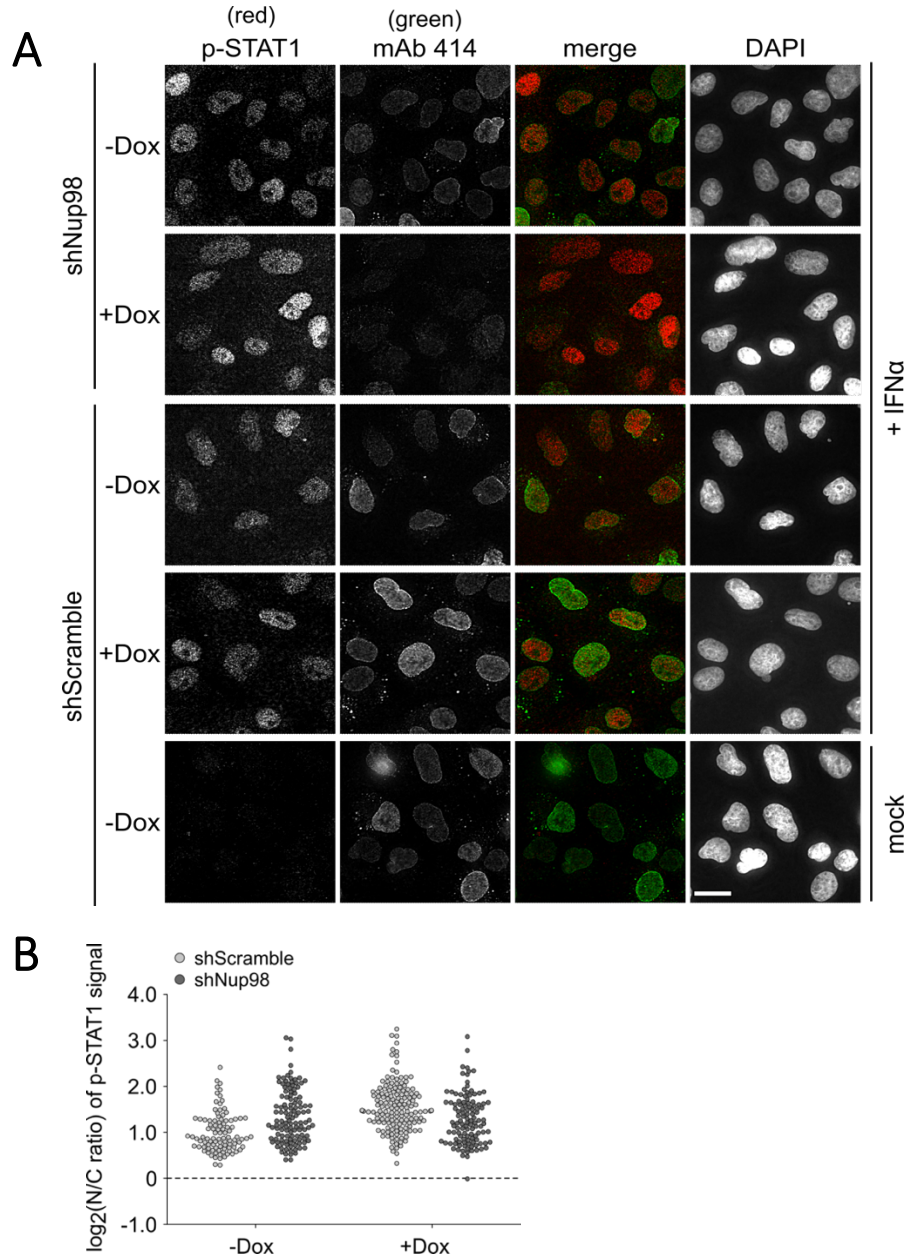 A
(red) (green)
p-STAT1 mAb 414 merge DAPI
shNup98
-Dox
+Dox
shScramble
-Dox
+Dox
-Dox
+ IFNα
mock
B
shScramble
shNup98
log2(N/C ratio) of p-STAT1 signal
4.0
3.0
2.0
1.0
0
-1.0
-Dox +Dox